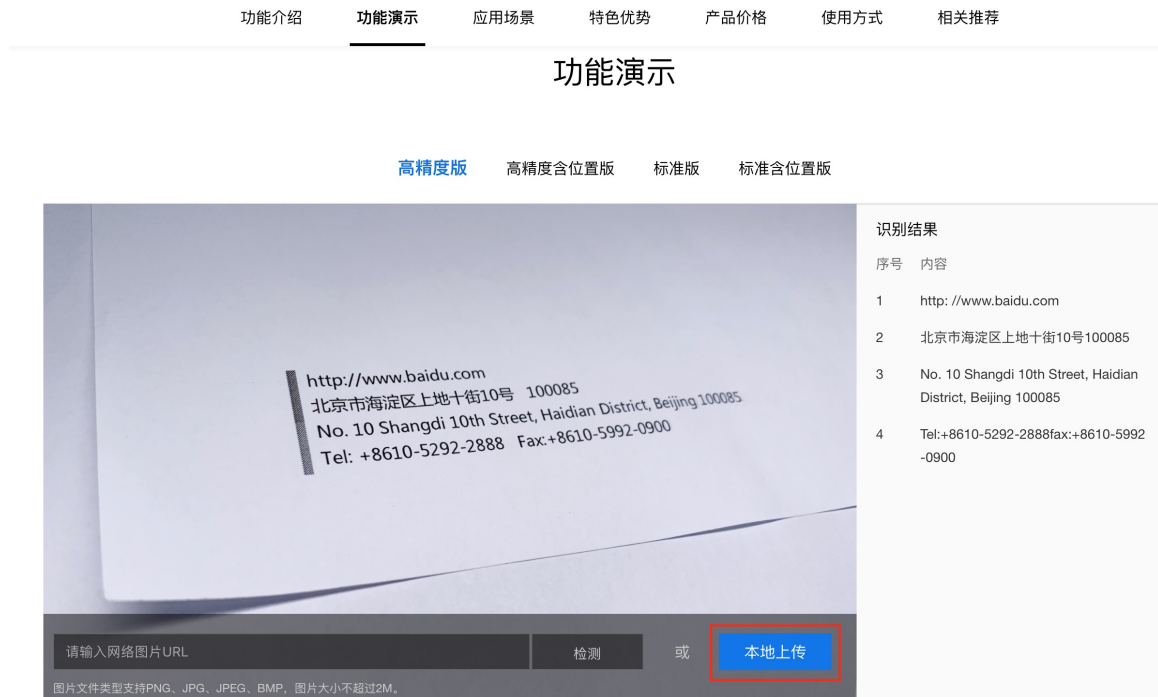 功能介绍 功能演示 应用场景 特色优势 产品价格 使用方式 相关推荐
功能演示
高精度版 高精度含位置版 标准版 标准含位置版
http://www.baidu.com
北京市海淀区上地十街10号 100085
No. 10 Shangdi 10th Street, Haidian District, Beijing 100085
Tel: +8610-5292-2888 Fax:+8610-5992-0900
请输入网络图片URL 检测 或 本地上传
图片文件类型支持PNG、JPG、JPEG、BMP，图片大小不超过2M。
识别结果
序号 内容
1 http: //www.baidu.com
2 北京市海淀区上地十街10号100085
3 No. 10 Shangdi 10th Street, Haidian
District, Beijing 100085
4 Tel:+8610-5292-2888fax:+8610-5992
-0900